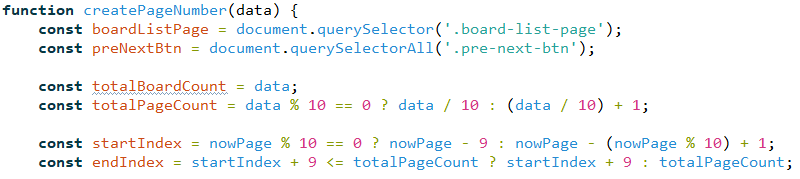 function createPageNumber(data) {
const boardListPage = document.querySelector('.board-list-page');
const preNextBtn = document.querySelectorAll('.pre-next-btn');
const totalBoardCount = data;
const totalPageCount = data % 10 == 0 ? data / 10 : (data / 10) + 1;
const startIndex = nowPage % 10 == 0 ? nowPage - 9 : nowPage - (nowPage % 10) + 1;
const endIndex = startIndex + 9 <= totalPageCount ? startIndex + 9 : totalPageCount;